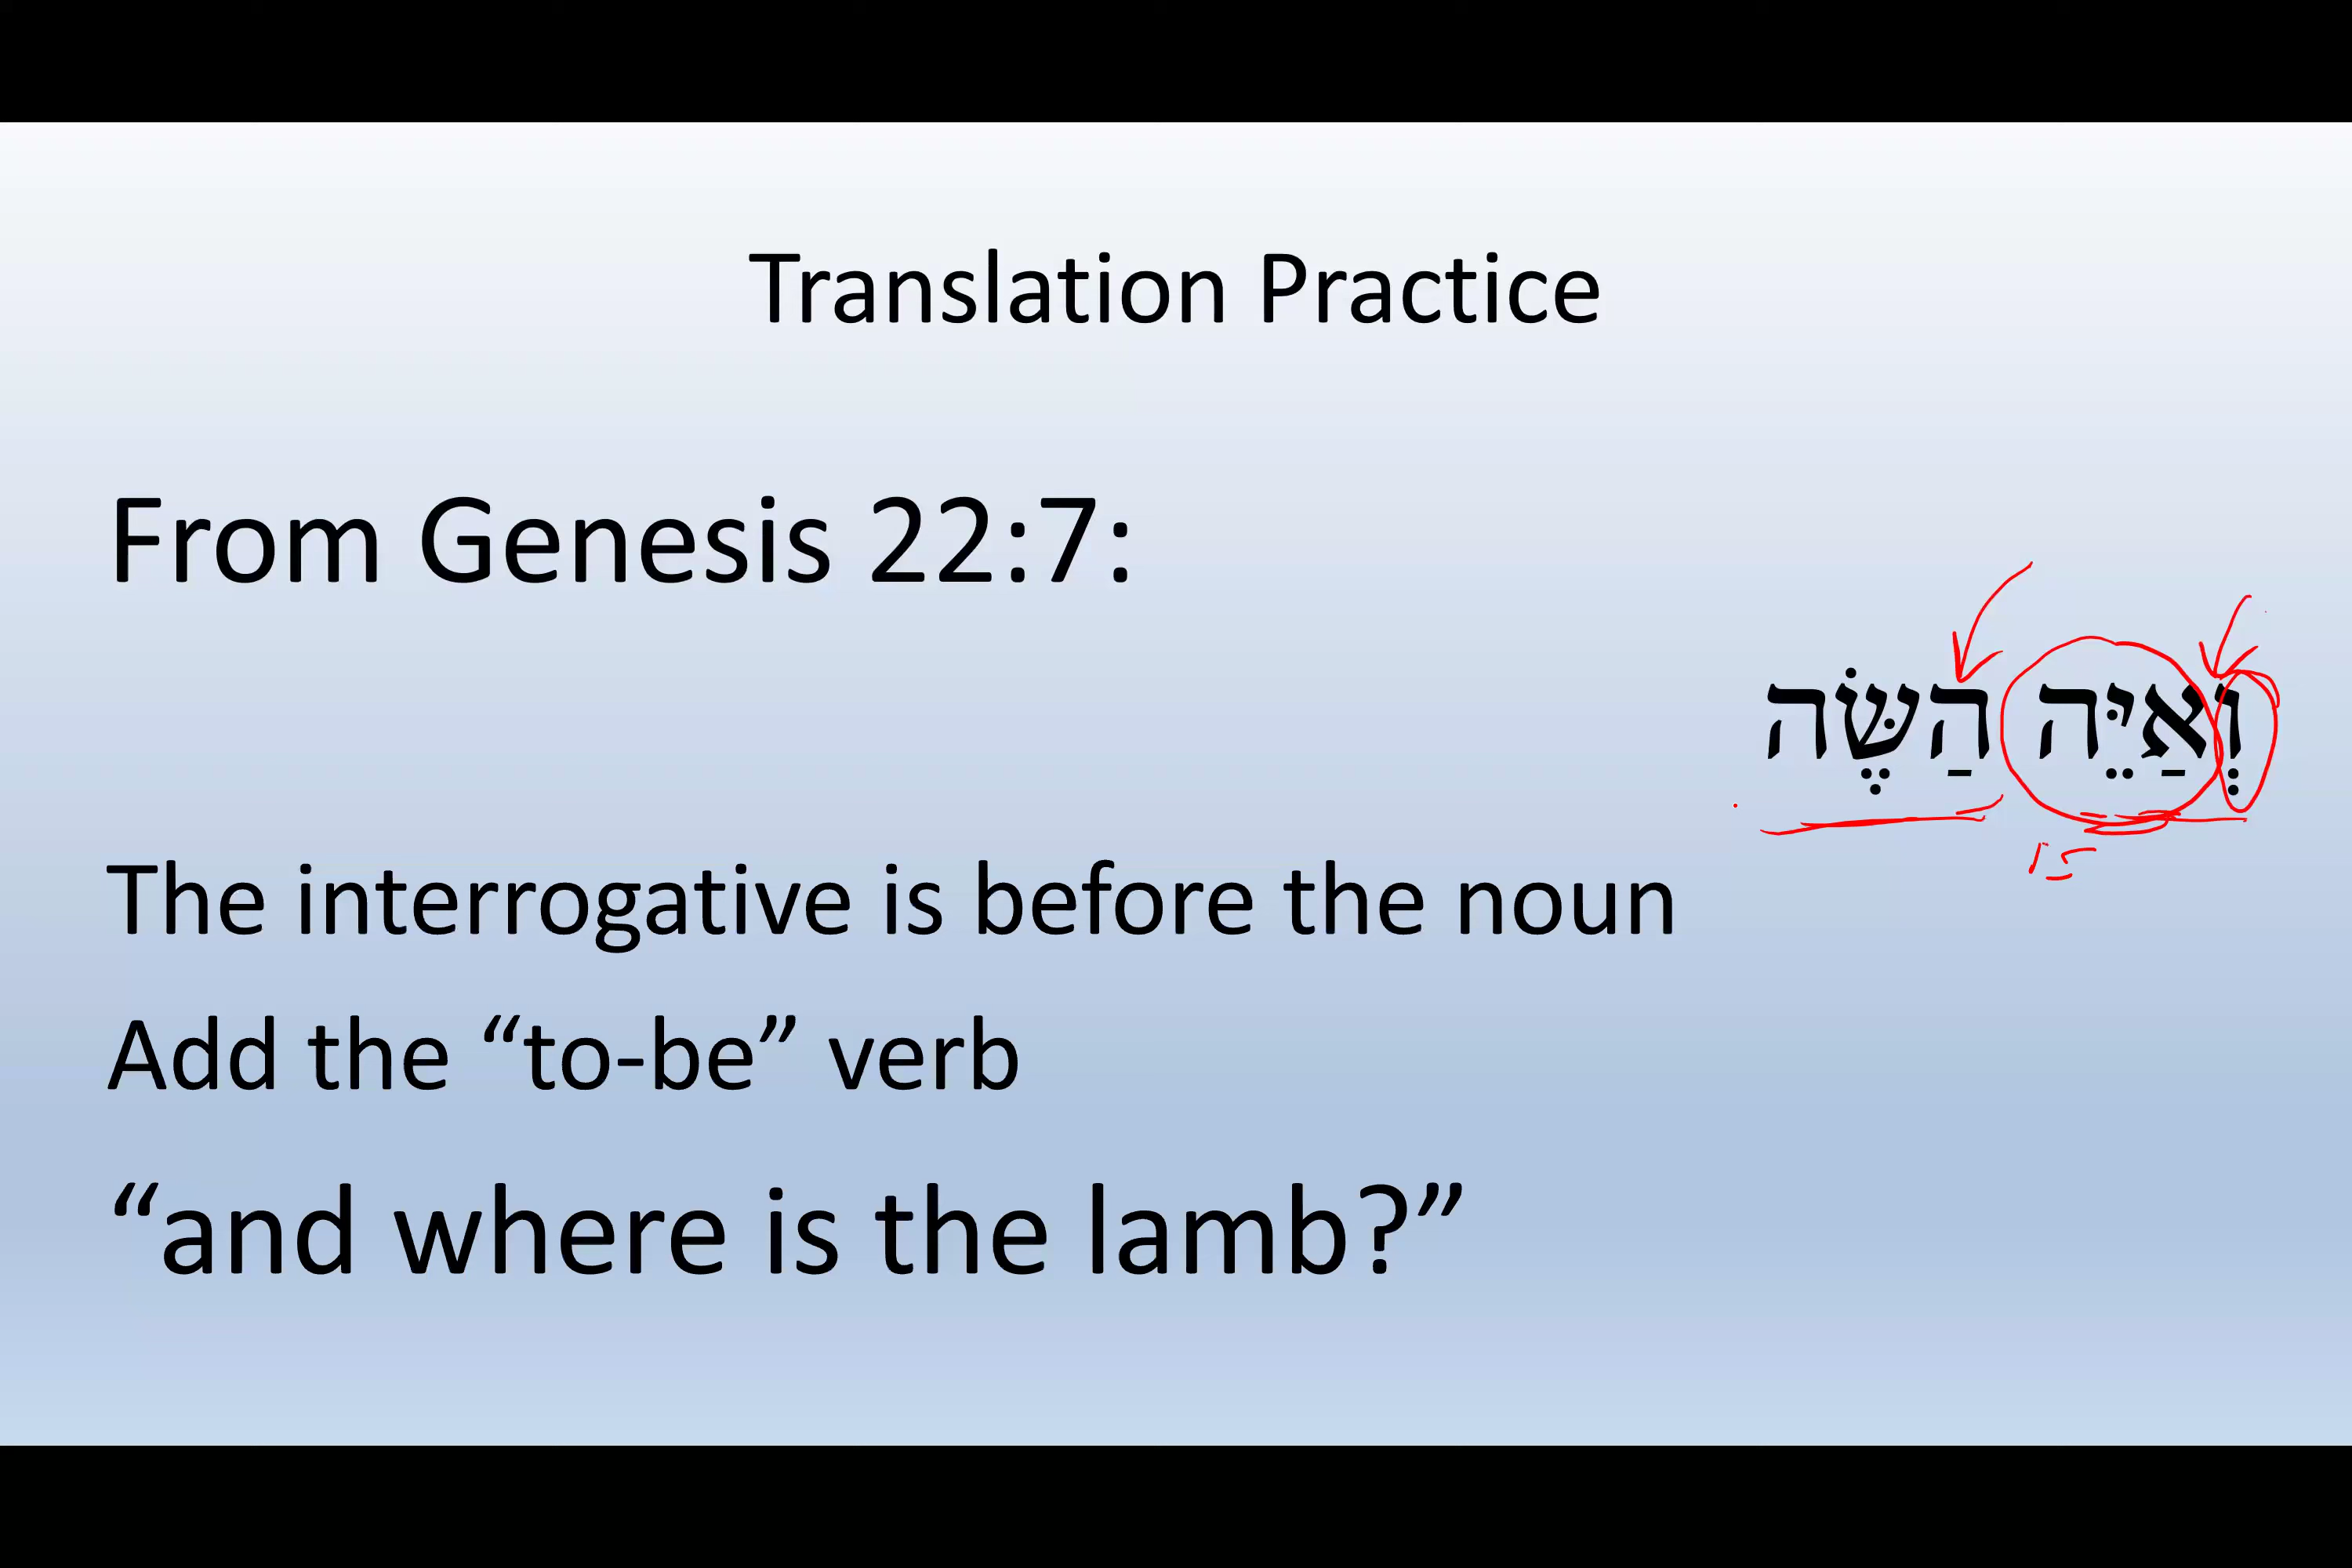 Translation Practice
From Genesis 22:7:
וְאַיֵּה הַשֶּׂה
The interrogative is before the noun
Add the “to-be” verb
“and where is the lamb?”